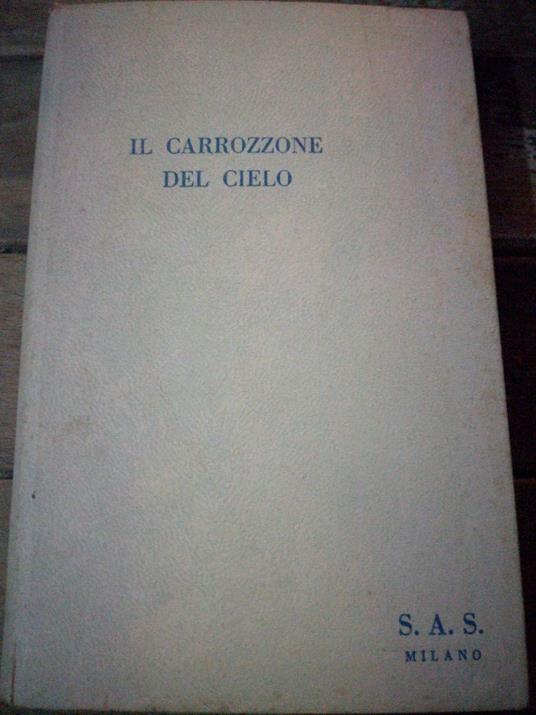 IL CARROZZONE
DEL CIELO
S. A. S.
MILANO